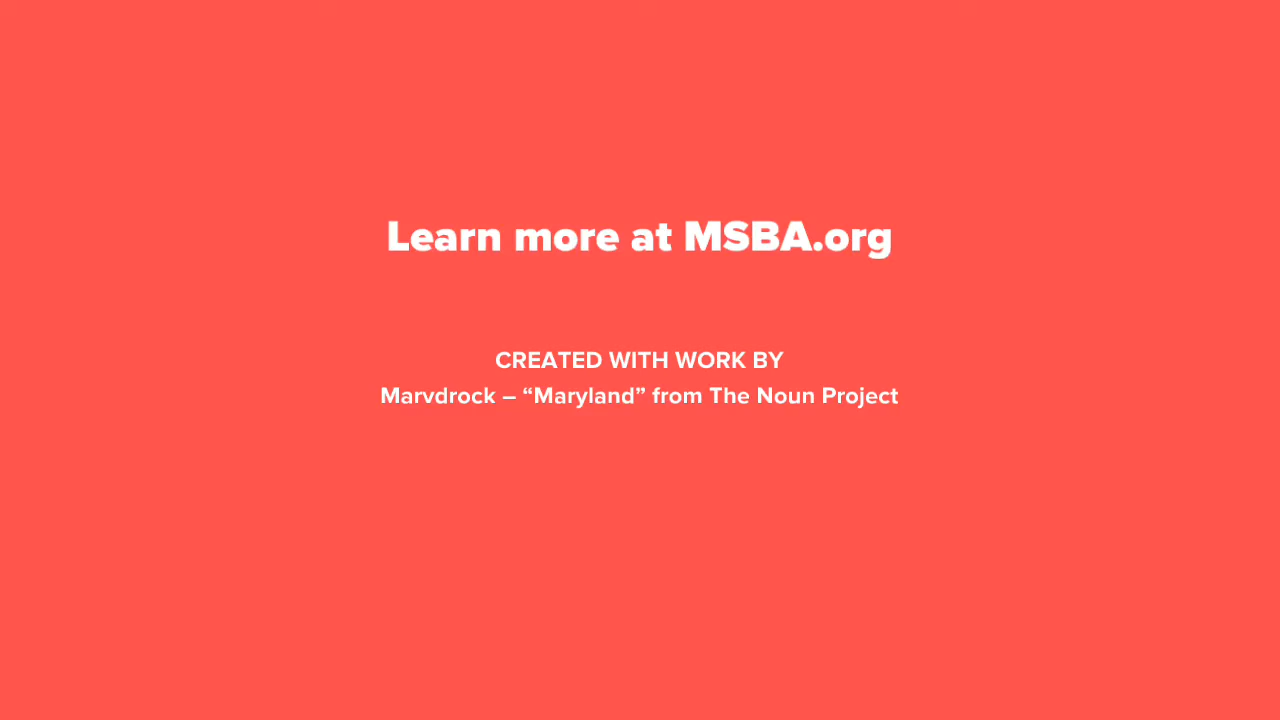 Learn more at MSBA.org
CREATED WITH WORK BY
Marvdrock – “Maryland” from The Noun Project